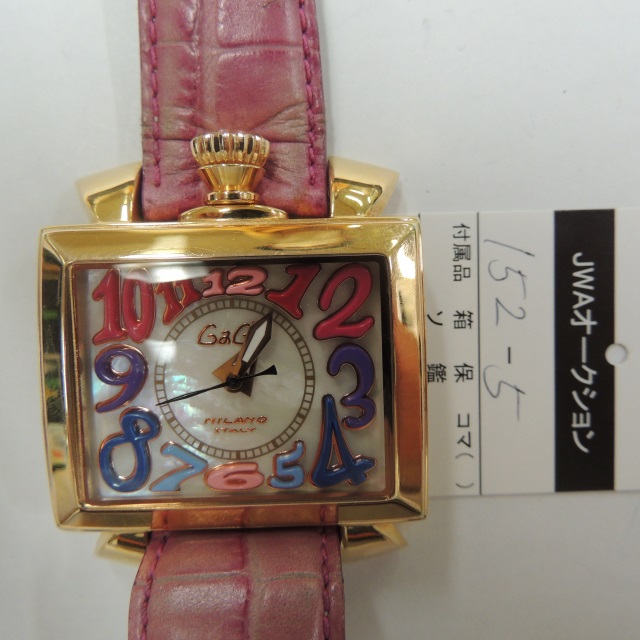 10 11 12 1 2
9 3
8 4
7 6 5
GaGà
MILANO
ITALY
JWAオークション
152-5
付属品 箱 保 コマ( )
ソ 鑑